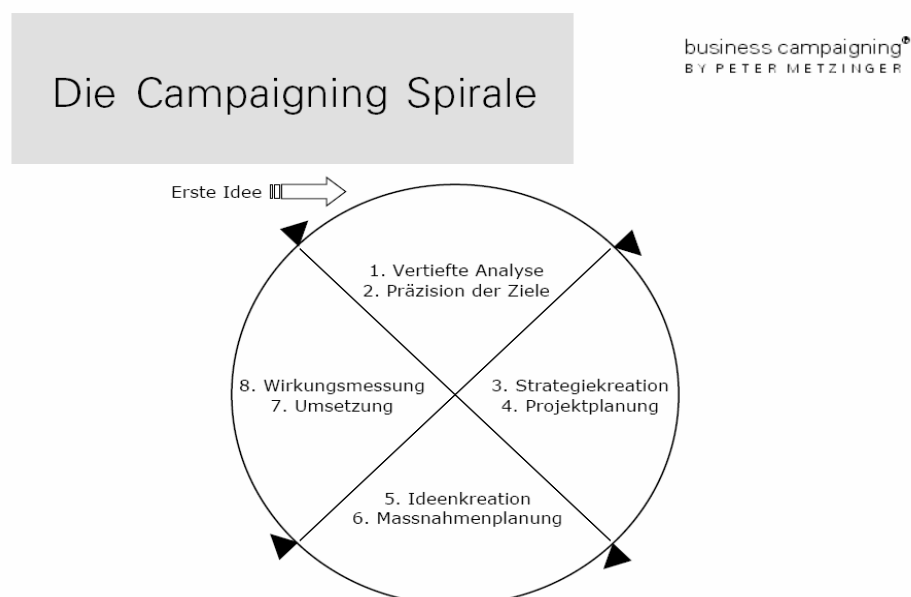 Die Campaigning Spirale
business campaigning®
BY PETER METZINGER
Erste Idee
1. Vertiefte Analyse
2. Präzision der Ziele
8. Wirkungsmessung
7. Umsetzung
3. Strategiekreation
4. Projektplanung
5. Ideenkreation
6. Massnahmenplanung